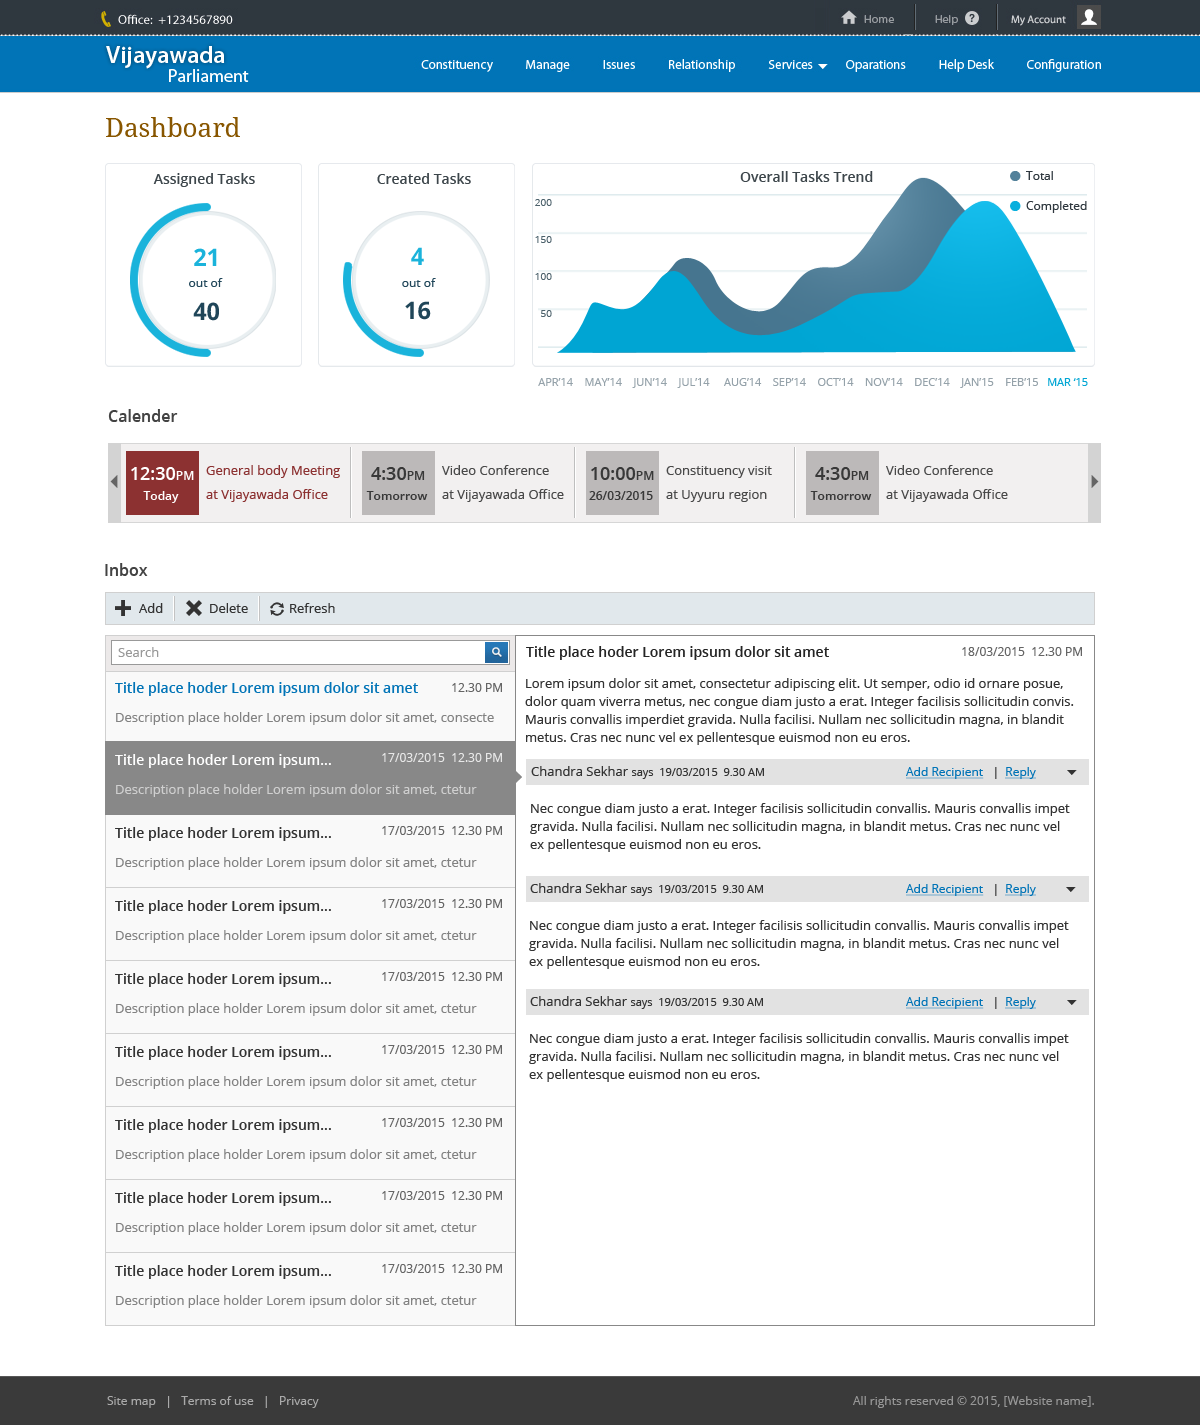 Office: +1234567890
Home
Help ?
My Account
Vijayawada
Parliament
Constituency Manage Issues Relationship Services Oparations Help Desk Configuration
Dashboard
Assigned Tasks
21
out of
40
Created Tasks
4
out of
16
Overall Tasks Trend
Total
Completed
200
150
100
50
APR'14 MAY'14 JUN'14 JUL'14 AUG'14 SEP'14 OCT'14 NOV'14 DEC'14 JAN'15 FEB'15 MAR '15
Calender
12:30PM
Today
General body Meeting
at Vijayawada Office
4:30PM
Tomorrow
Video Conference
at Vijayawada Office
10:00PM
26/03/2015
Constituency visit
at Uyyuru region
4:30PM
Tomorrow
Video Conference
at Vijayawada Office
Inbox
Add Delete Refresh
Search
Title place hoder Lorem ipsum dolor sit amet 12.30 PM
Description place holder Lorem ipsum dolor sit amet, consecte
Title place hoder Lorem ipsum... 17/03/2015 12.30 PM
Description place holder Lorem ipsum dolor sit amet, ctetur
Title place hoder Lorem ipsum... 17/03/2015 12.30 PM
Description place holder Lorem ipsum dolor sit amet, ctetur
Title place hoder Lorem ipsum... 17/03/2015 12.30 PM
Description place holder Lorem ipsum dolor sit amet, ctetur
Title place hoder Lorem ipsum... 17/03/2015 12.30 PM
Description place holder Lorem ipsum dolor sit amet, ctetur
Title place hoder Lorem ipsum... 17/03/2015 12.30 PM
Description place holder Lorem ipsum dolor sit amet, ctetur
Title place hoder Lorem ipsum... 17/03/2015 12.30 PM
Description place holder Lorem ipsum dolor sit amet, ctetur
Title place hoder Lorem ipsum... 17/03/2015 12.30 PM
Description place holder Lorem ipsum dolor sit amet, ctetur
Title place hoder Lorem ipsum... 17/03/2015 12.30 PM
Description place holder Lorem ipsum dolor sit amet, ctetur
Title place hoder Lorem ipsum dolor sit amet 18/03/2015 12.30 PM
Lorem ipsum dolor sit amet, consectetur adipiscing elit. Ut semper, odio id ornare posue,
dolor quam viverra metus, nec congue diam justo a erat. Integer facilisis sollicitudin convis.
Mauris convallis imperdiet gravida. Nulla facilisi. Nullam nec sollicitudin magna, in blandit
metus. Cras nec nunc vel ex pellentesque euismod non eu eros.
Chandra Sekhar says 19/03/2015 9.30 AM Add Recipient | Reply
Nec congue diam justo a erat. Integer facilisis sollicitudin convallis. Mauris convallis impet
gravida. Nulla facilisi. Nullam nec sollicitudin magna, in blandit metus. Cras nec nunc vel
ex pellentesque euismod non eu eros.
Chandra Sekhar says 19/03/2015 9.30 AM Add Recipient | Reply
Nec congue diam justo a erat. Integer facilisis sollicitudin convallis. Mauris convallis impet
gravida. Nulla facilisi. Nullam nec sollicitudin magna, in blandit metus. Cras nec nunc vel
ex pellentesque euismod non eu eros.
Chandra Sekhar says 19/03/2015 9.30 AM Add Recipient | Reply
Nec congue diam justo a erat. Integer facilisis sollicitudin convallis. Mauris convallis impet
gravida. Nulla facilisi. Nullam nec sollicitudin magna, in blandit metus. Cras nec nunc vel
ex pellentesque euismod non eu eros.
Site map | Terms of use | Privacy
All rights reserved © 2015, [Website name].